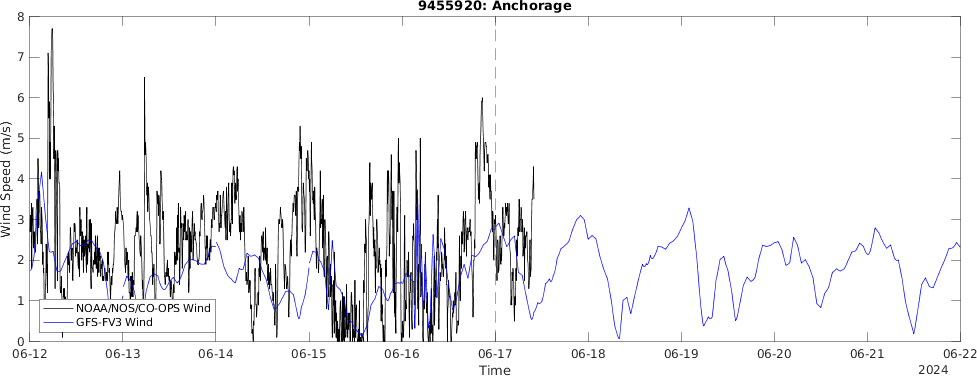 9455920: Anchorage
8
7
6
5
4
3
2
1
0
Wind Speed (m/s)
NOAA/NOS/CO-OPS Wind
GFS-FV3 Wind
06-12 06-13 06-14 06-15 06-16 06-17 06-18 06-19 06-20 06-21 06-22
Time
2024